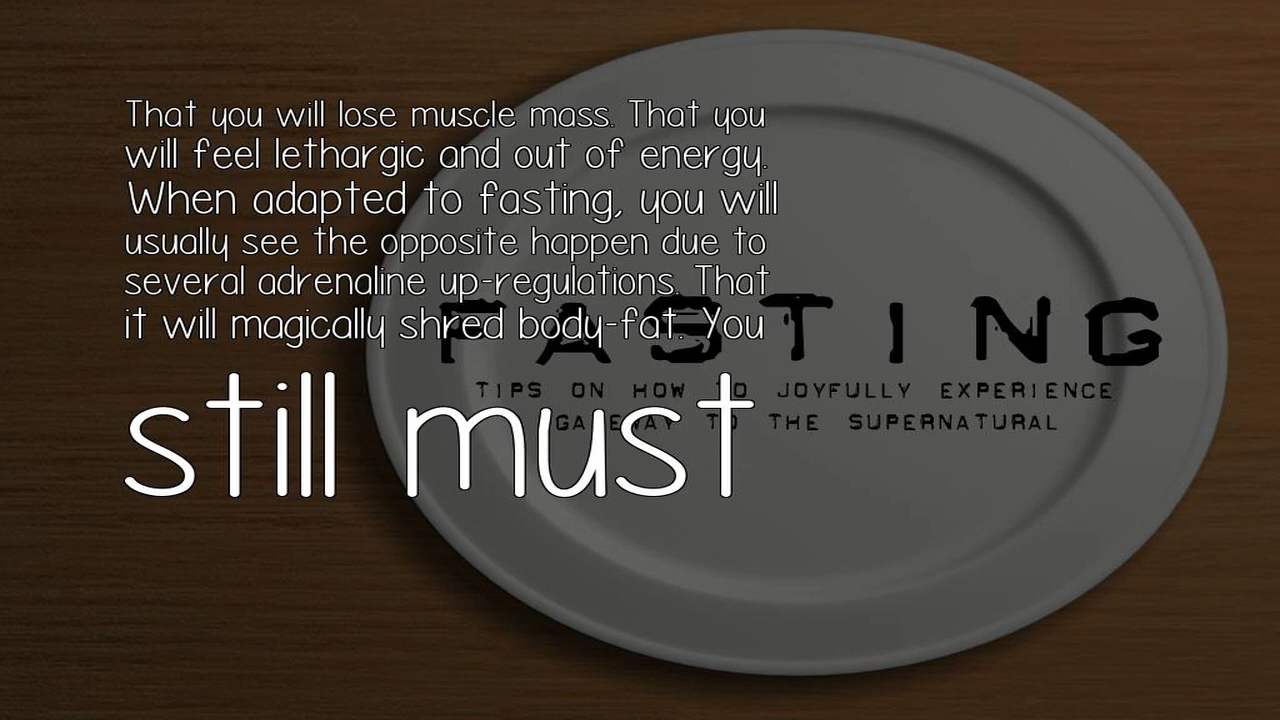 That you will lose muscle mass. That you
will feel lethargic and out of energy.
When adapted to fasting, you will
usually see the opposite happen due to
several adrenaline up-regulations. That
it will magically shred body-fat. You
still must
FASTING
TIPS ON HOW TO JOYFULLY EXPERIENCE
GATEWAY TO THE SUPERNATURAL